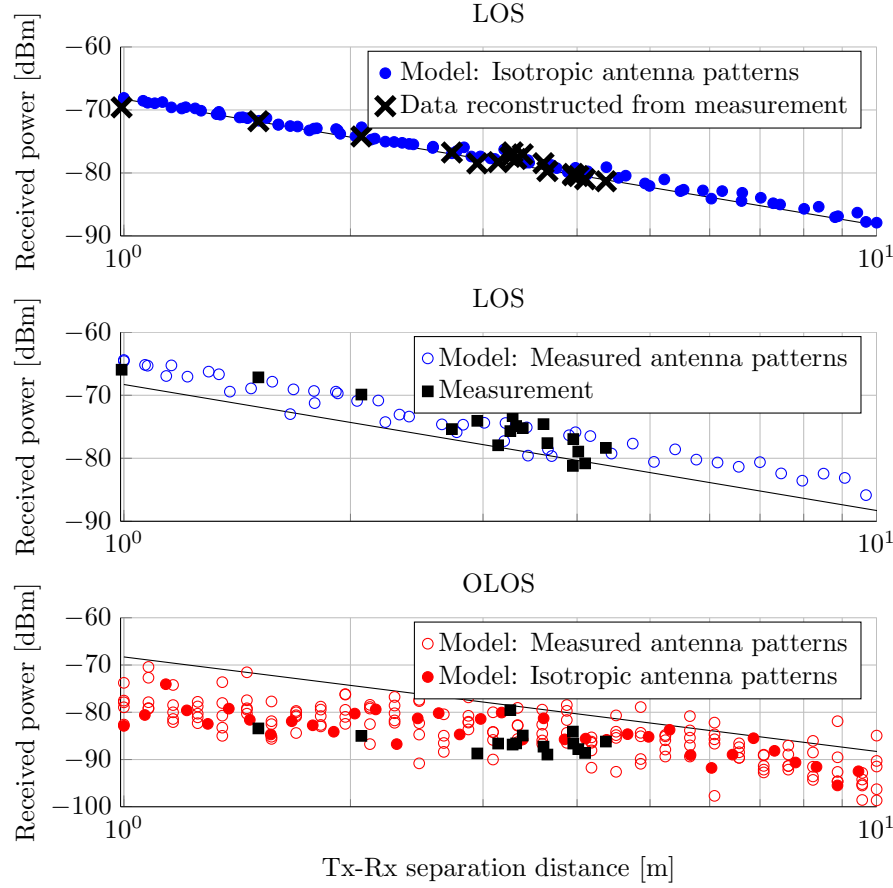 LOS
Received power [dBm]
−60
−70
−80
−90
Model: Isotropic antenna patterns
Data reconstructed from measurement
10^0
10^1
LOS
Received power [dBm]
−60
−70
−80
−90
Model: Measured antenna patterns
Measurement
10^0
10^1
OLOS
Received power [dBm]
−60
−70
−80
−90
−100
Model: Measured antenna patterns
Model: Isotropic antenna patterns
10^0
10^1
Tx-Rx separation distance [m]